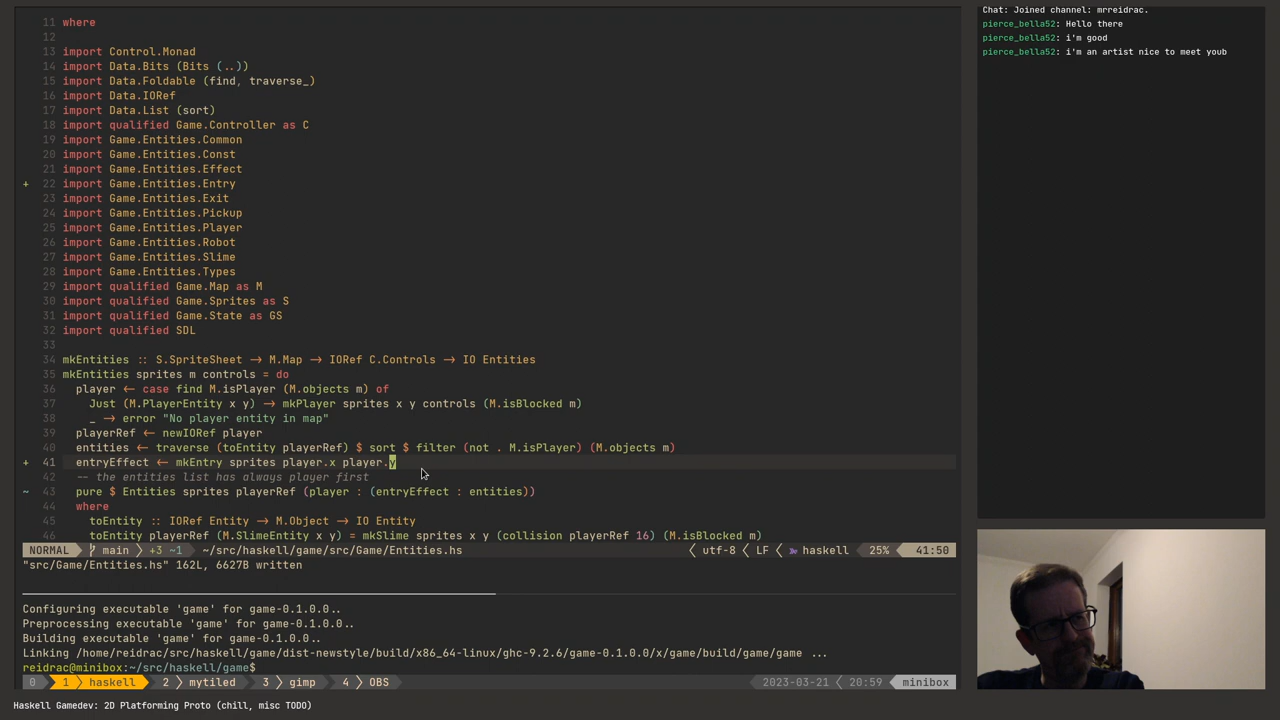 11 where
12
13 import Control.Monad
14 import Data.Bits (Bits (..))
15 import Data.Foldable (find, traverse_)
16 import Data.IORef
17 import Data.List (sort)
18 import qualified Game.Controller as C
19 import Game.Entities.Common
20 import Game.Entities.Const
21 import Game.Entities.Effect
+ 22 import Game.Entities.Entry
23 import Game.Entities.Exit
24 import Game.Entities.Pickup
25 import Game.Entities.Player
26 import Game.Entities.Robot
27 import Game.Entities.Slime
28 import Game.Entities.Types
29 import qualified Game.Map as M
30 import qualified Game.Sprites as S
31 import qualified Game.State as GS
32 import qualified SDL
33
34 mkEntities :: S.SpriteSheet -> M.Map -> IORef C.Controls -> IO Entities
35 mkEntities sprites m controls = do
36 player <- case find M.isPlayer (M.objects m) of
37 Just (M.PlayerEntity x y) -> mkPlayer sprites x y controls (M.isBlocked m)
38 _ -> error "No player entity in map"
39 playerRef <- newIORef player
40 entities <- traverse (toEntity playerRef) $ sort $ filter (not . M.isPlayer) (M.objects m)
+ 41 entryEffect <- mkEntry sprites player.x player.y
42 -- the entities list has always player first
~ 43 pure $ Entities sprites playerRef (player : (entryEffect : entities))
44 where
45 toEntity :: IORef Entity -> M.Object -> IO Entity
46 toEntity playerRef (M.SlimeEntity x y) = mkSlime sprites x y (collision playerRef 16) (M.isBlocked m)
NORMAL main +3 ~1 ~/src/haskell/game/src/Game/Entities.hs utf-8 LF haskell 25% 41:50
"src/Game/Entities.hs" 162L, 6627B written
Configuring executable 'game' for game-0.1.0.0..
Preprocessing executable 'game' for game-0.1.0.0..
Building executable 'game' for game-0.1.0.0..
Linking /home/reidrac/src/haskell/game/dist-newstyle/build/x86_64-linux/ghc-9.2.6/game-0.1.0.0/x/game/build/game/game ...
reidrac@minibox:~/src/haskell/game$
0 1 haskell 2 mytiled 3 gimp 4 OBS 2023-03-21 20:59 minibox
Haskell Gamedev: 2D Platforming Proto (chill, misc TODO)
Chat: Joined channel: mrreidrac.
pierce_bella52: Hello there
pierce_bella52: i'm good
pierce_bella52: i'm an artist nice to meet youb